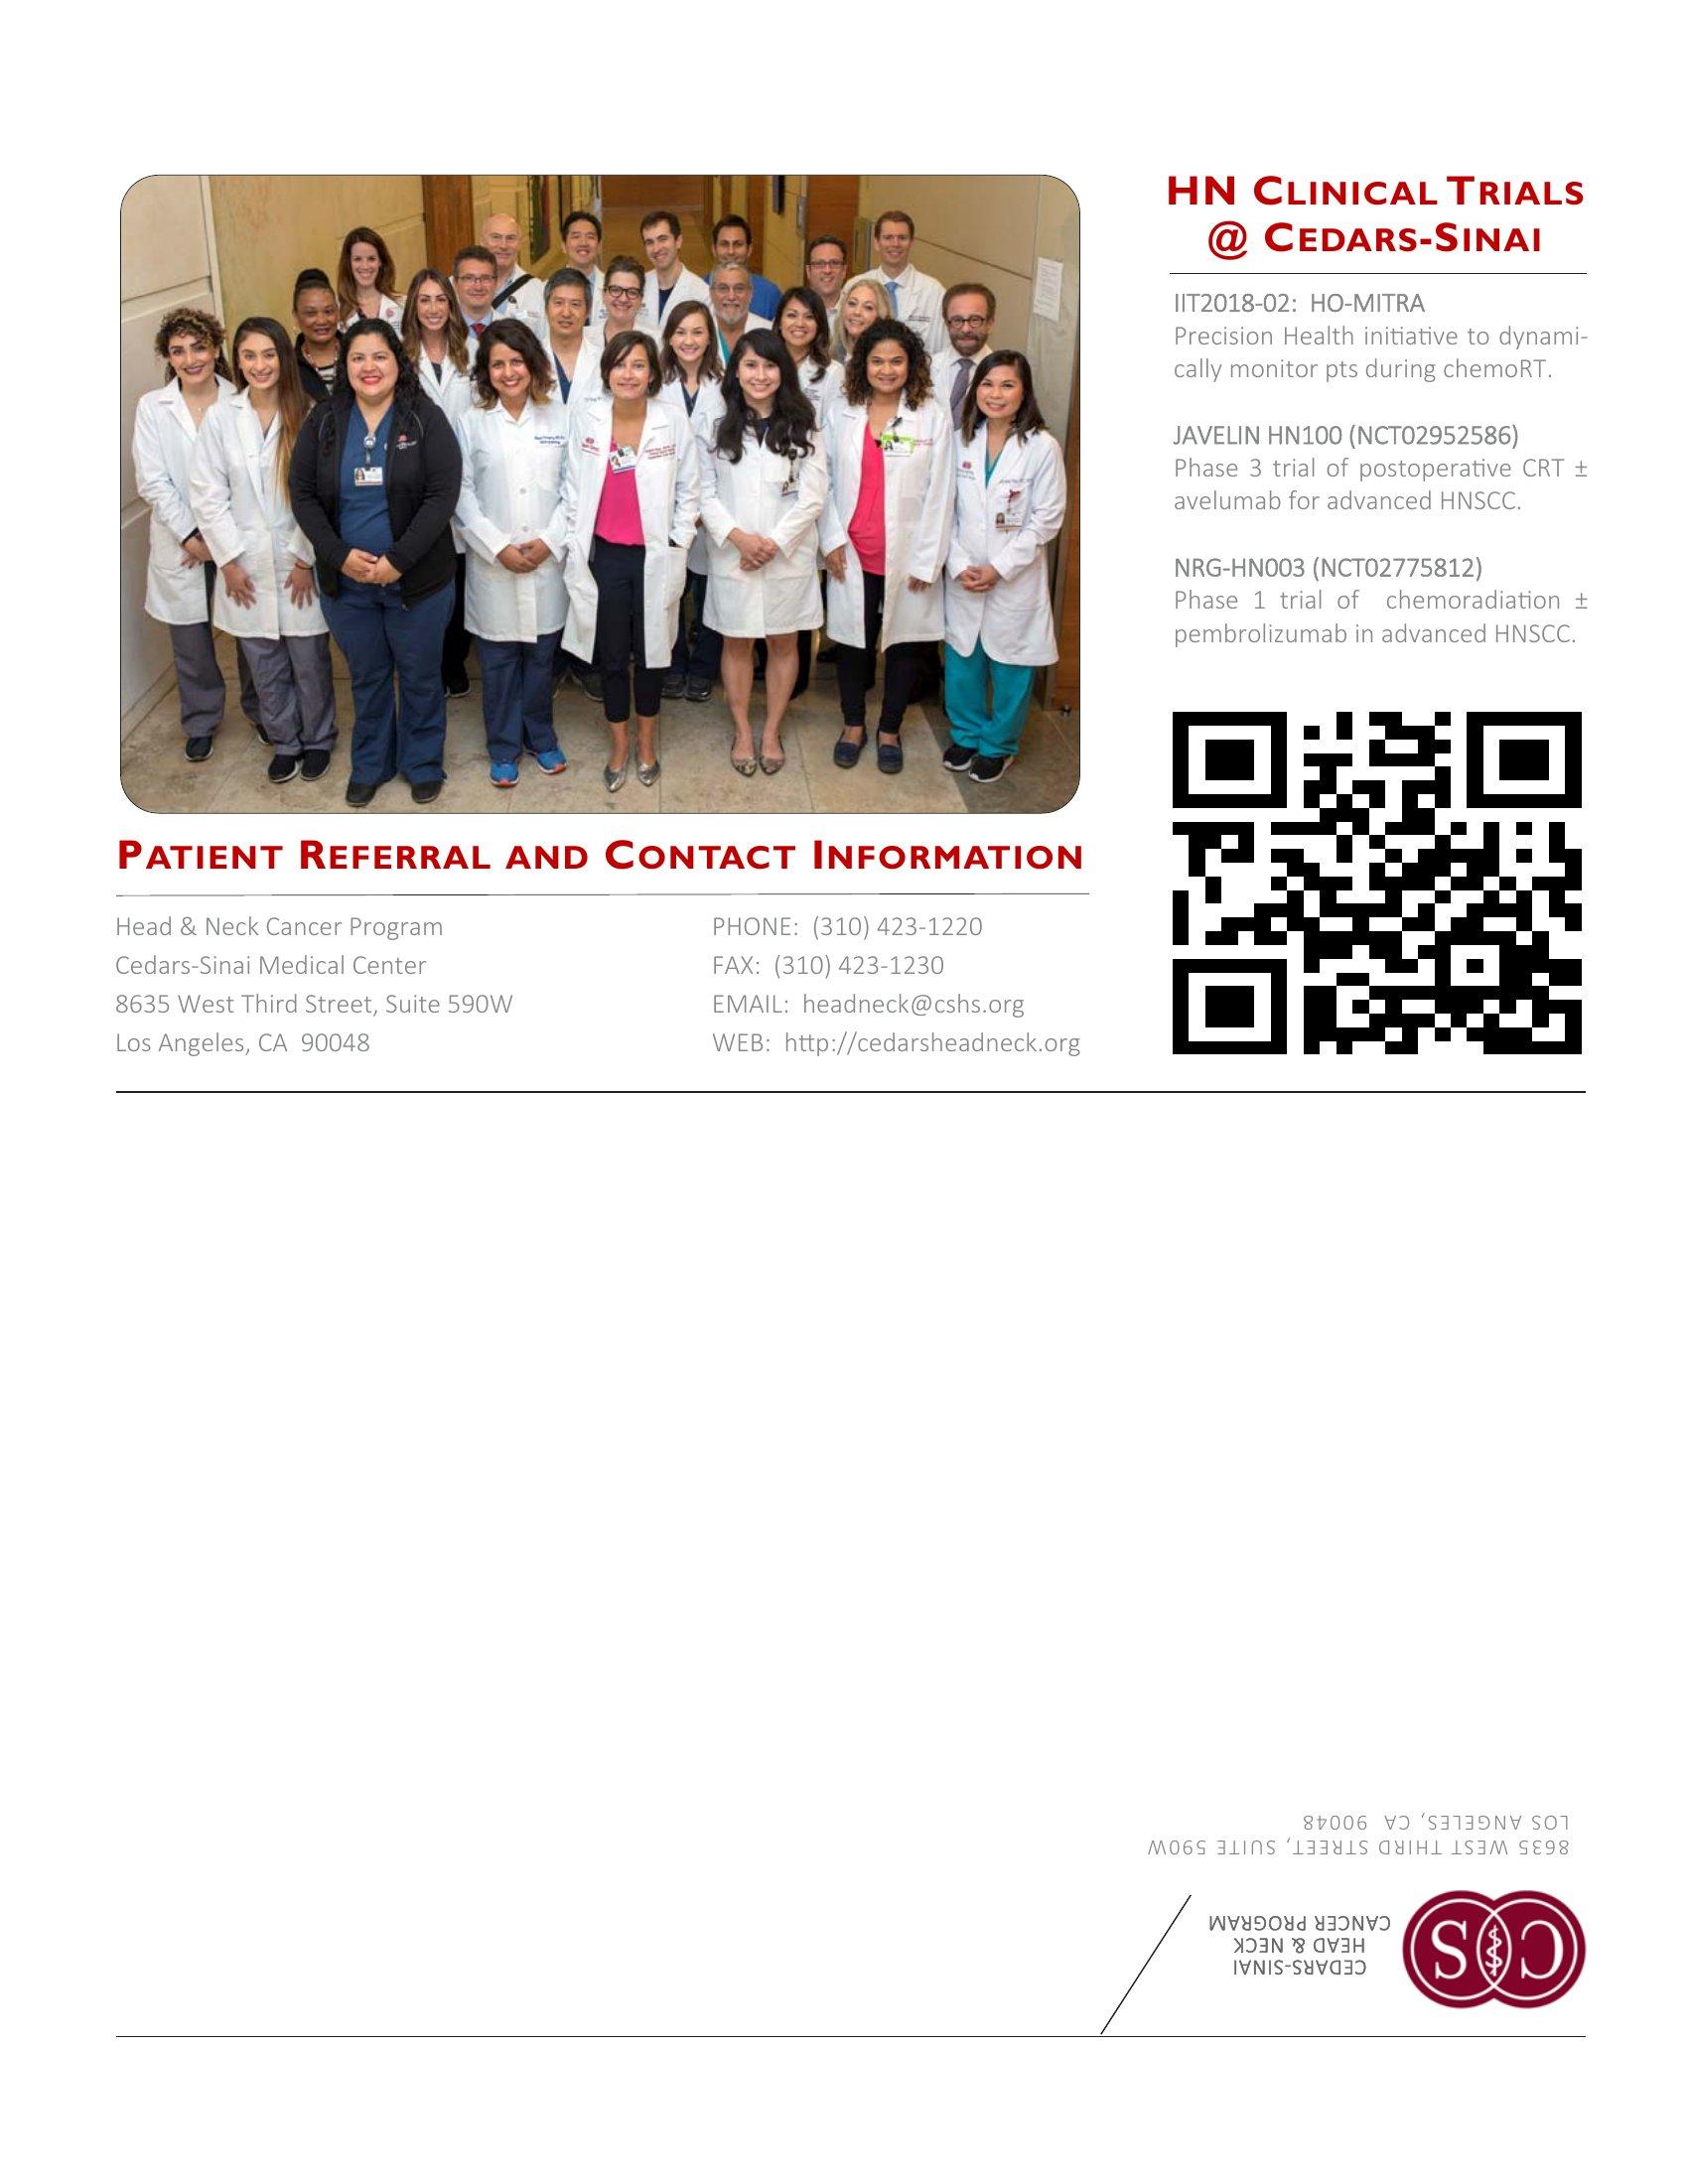 HN CLINICAL TRIALS
@ CEDARS-SINAI
IIT2018-02: HO-MITRA
Precision Health initiative to dynami-
cally monitor pts during chemoRT.
JAVELIN HN100 (NCT02952586)
Phase 3 trial of postoperative CRT ±
avelumab for advanced HNSCC.
NRG-HN003 (NCT02775812)
Phase 1 trial of chemoradiation ±
pembrolizumab in advanced HNSCC.
PATIENT REFERRAL AND CONTACT INFORMATION
Head & Neck Cancer Program
Cedars-Sinai Medical Center
8635 West Third Street, Suite 590W
Los Angeles, CA 90048
PHONE: (310) 423-1220
FAX: (310) 423-1230
EMAIL: headneck@cshs.org
WEB: http://cedarsheadneck.org
CS
CEDARS-SINAI
HEAD & NECK
CANCER PROGRAM
8635 WEST THIRD STREET, SUITE 590W
LOS ANGELES, CA 90048